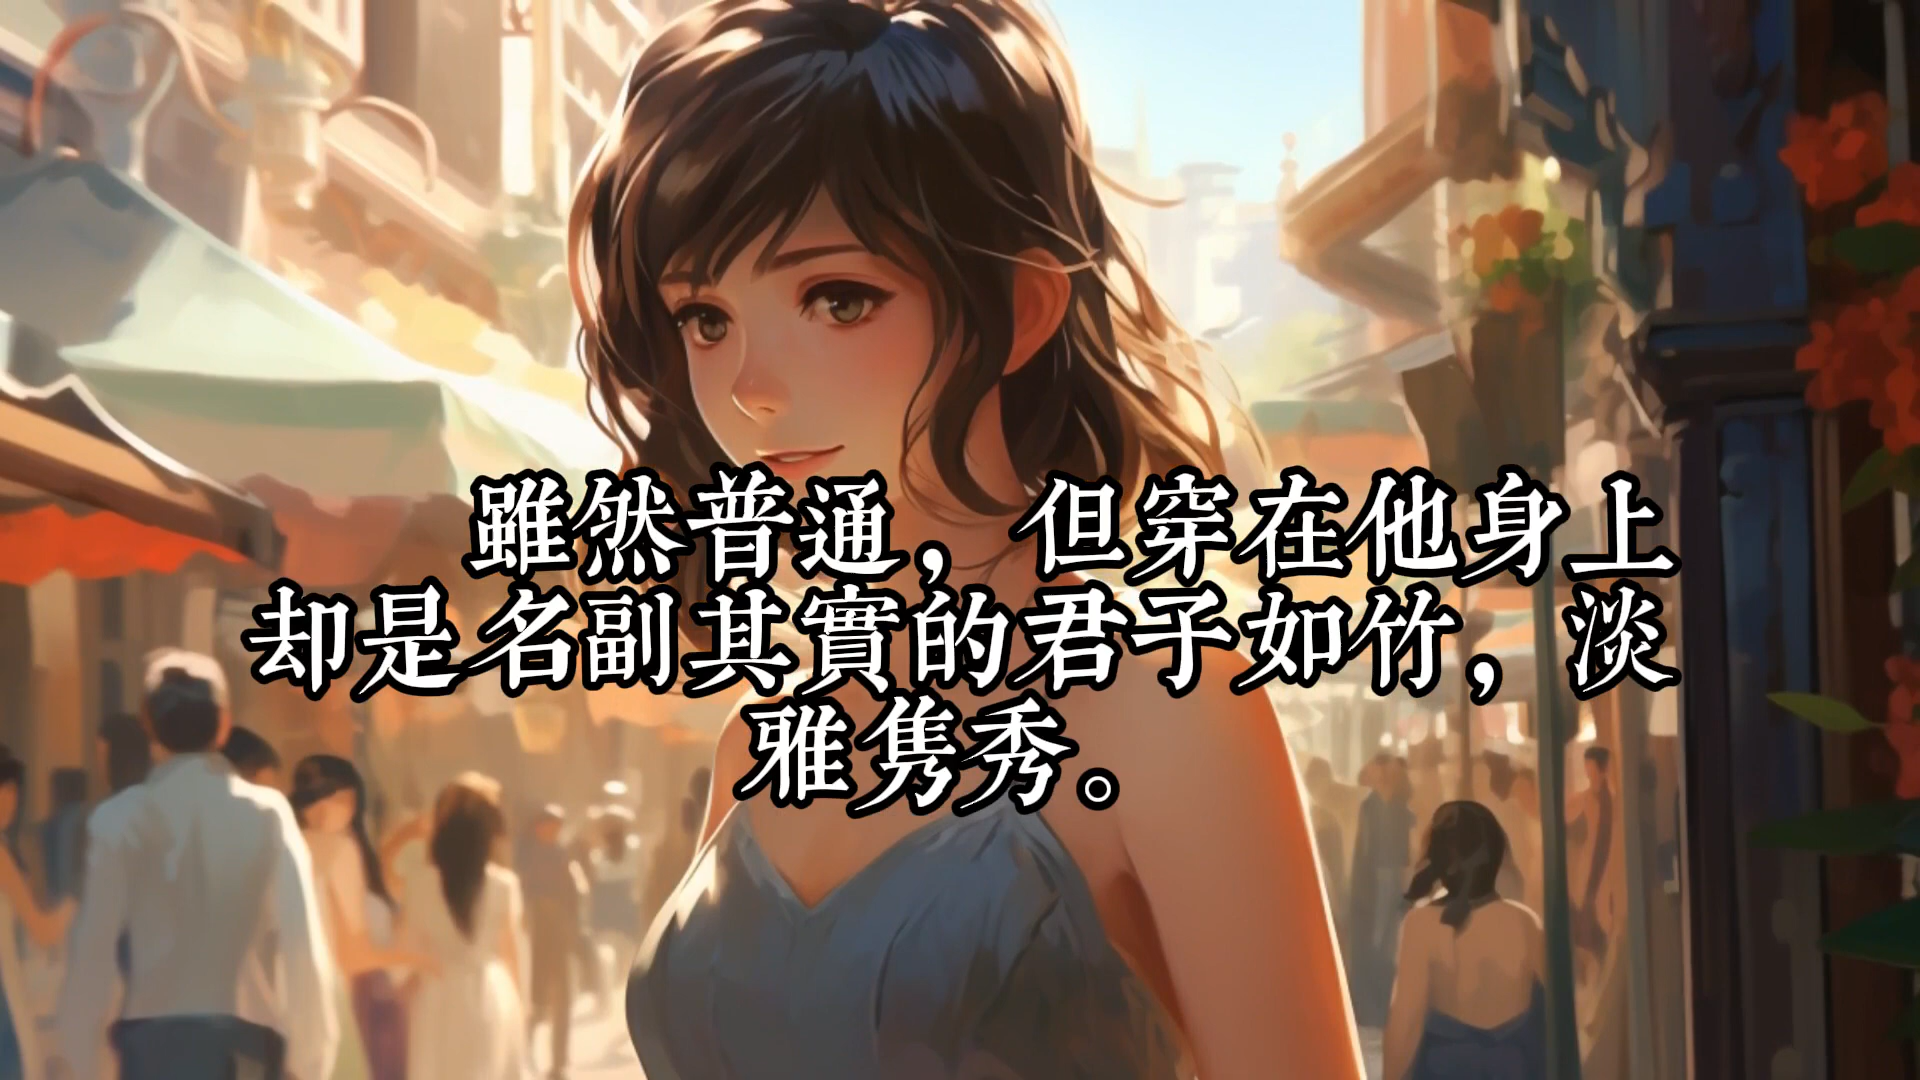 雖然普通，但穿在他身上
却是名副其實的君子如竹，淡
雅隽秀。